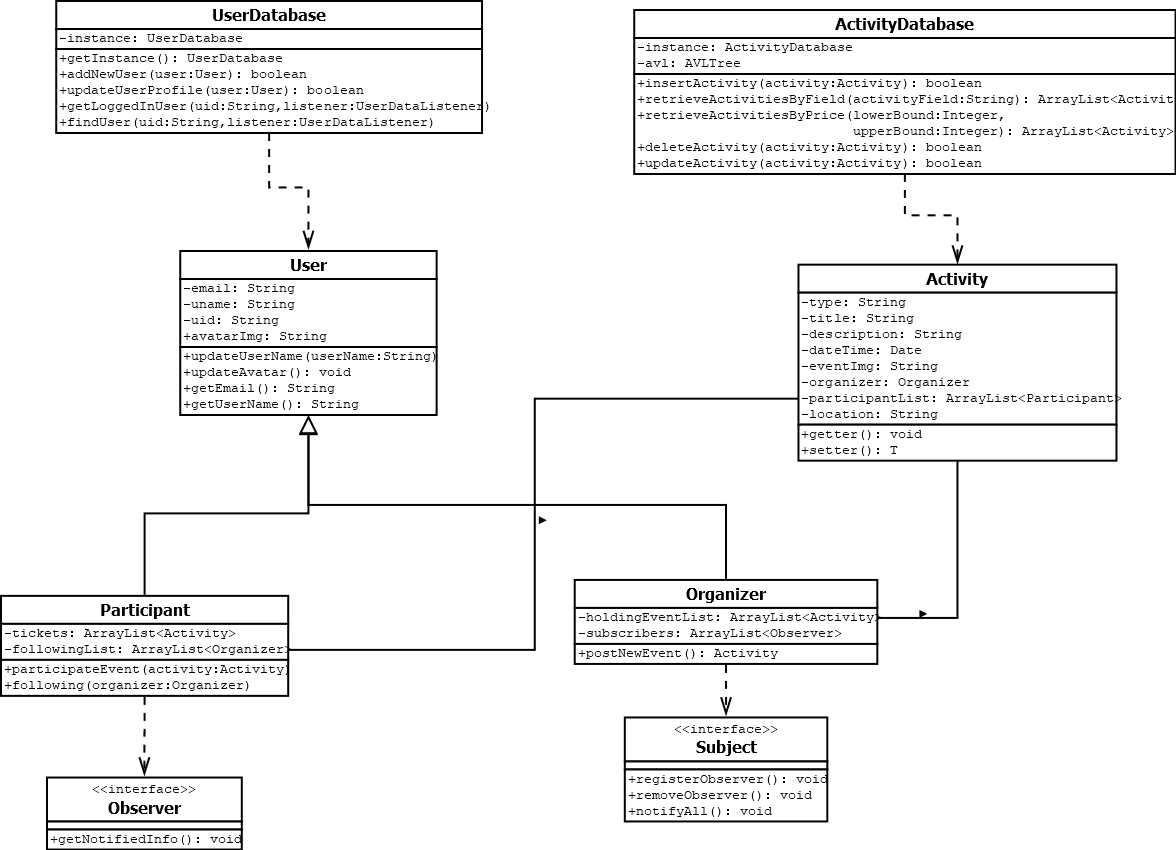 UserDatabase
-instance: UserDatabase
+getInstance(): UserDatabase
+addNewUser(user:User): boolean
+updateUserProfile(user:User): boolean
+getLoggedInUser(uid:String,listener:UserDataListener)
+findUser(uid:String,listener:UserDataListener)
ActivityDatabase
-instance: ActivityDatabase
-avl: AVLTree
+insertActivity(activity:Activity): boolean
+retrieveActivitiesByField(activityField:String): ArrayList<Activit
+retrieveActivitiesByPrice(lowerBound:Integer,
upperBound:Integer): ArrayList<Activity>
+deleteActivity(activity:Activity): boolean
+updateActivity(activity:Activity): boolean
User
-email: String
-uname: String
-uid: String
+avatarImg: String
+updateUserName(userName:String)
+updateAvatar(): void
+getEmail(): String
+getUserName(): String
Activity
-type: String
-title: String
-description: String
-dateTime: Date
-eventImg: String
-organizer: Organizer
-participantList: ArrayList<Participant>
-location: String
+getter(): void
+setter(): T
Participant
-tickets: ArrayList<Activity>
-followingList: ArrayList<Organizer>
+participateEvent(activity:Activity)
+following(organizer:Organizer)
Organizer
-holdingEventList: ArrayList<Activity>
-subscribers: ArrayList<Observer>
+postNewEvent(): Activity
<<interface>>
Subject
+registerObserver(): void
+removeObserver(): void
+notifyAll(): void
<<interface>>
Observer
+getNotifiedInfo(): void